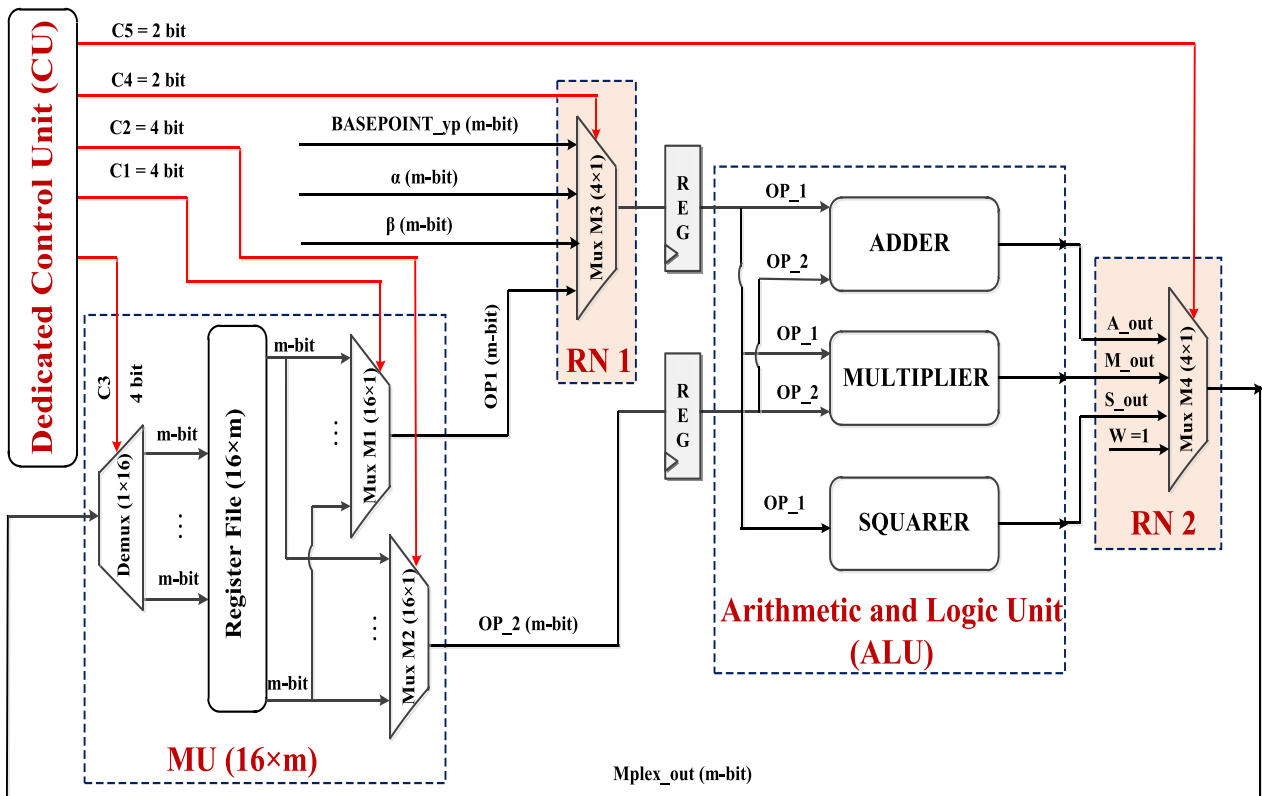 Dedicated Control Unit (CU)
C5 = 2 bit
C4 = 2 bit
C2 = 4 bit
C1 = 4 bit
C3
4 bit
BASEPOINT_yp (m-bit)
α (m-bit)
β (m-bit)
OP1 (m-bit)
Mux M3 (4×1)
RN 1
REG
REG
OP_1
OP_2
ADDER
OP_1
OP_2
MULTIPLIER
OP_1
SQUARER
Arithmetic and Logic Unit
(ALU)
A_out
M_out
S_out
W =1
Mux M4 (4×1)
RN 2
Demux (1×16)
m-bit
...
m-bit
Register File (16×m)
m-bit
m-bit
...
Mux M1 (16×1)
...
Mux M2 (16×1)
OP_2 (m-bit)
MU (16×m)
Mplex_out (m-bit)